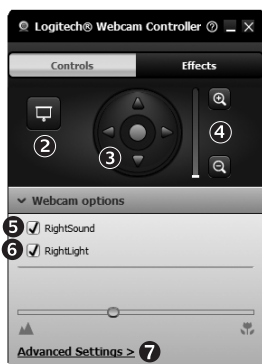 Logitech® Webcam Controller
Controls Effects
2
3
4
Webcam options
5 RightSound
6 RightLight
Advanced Settings > 7